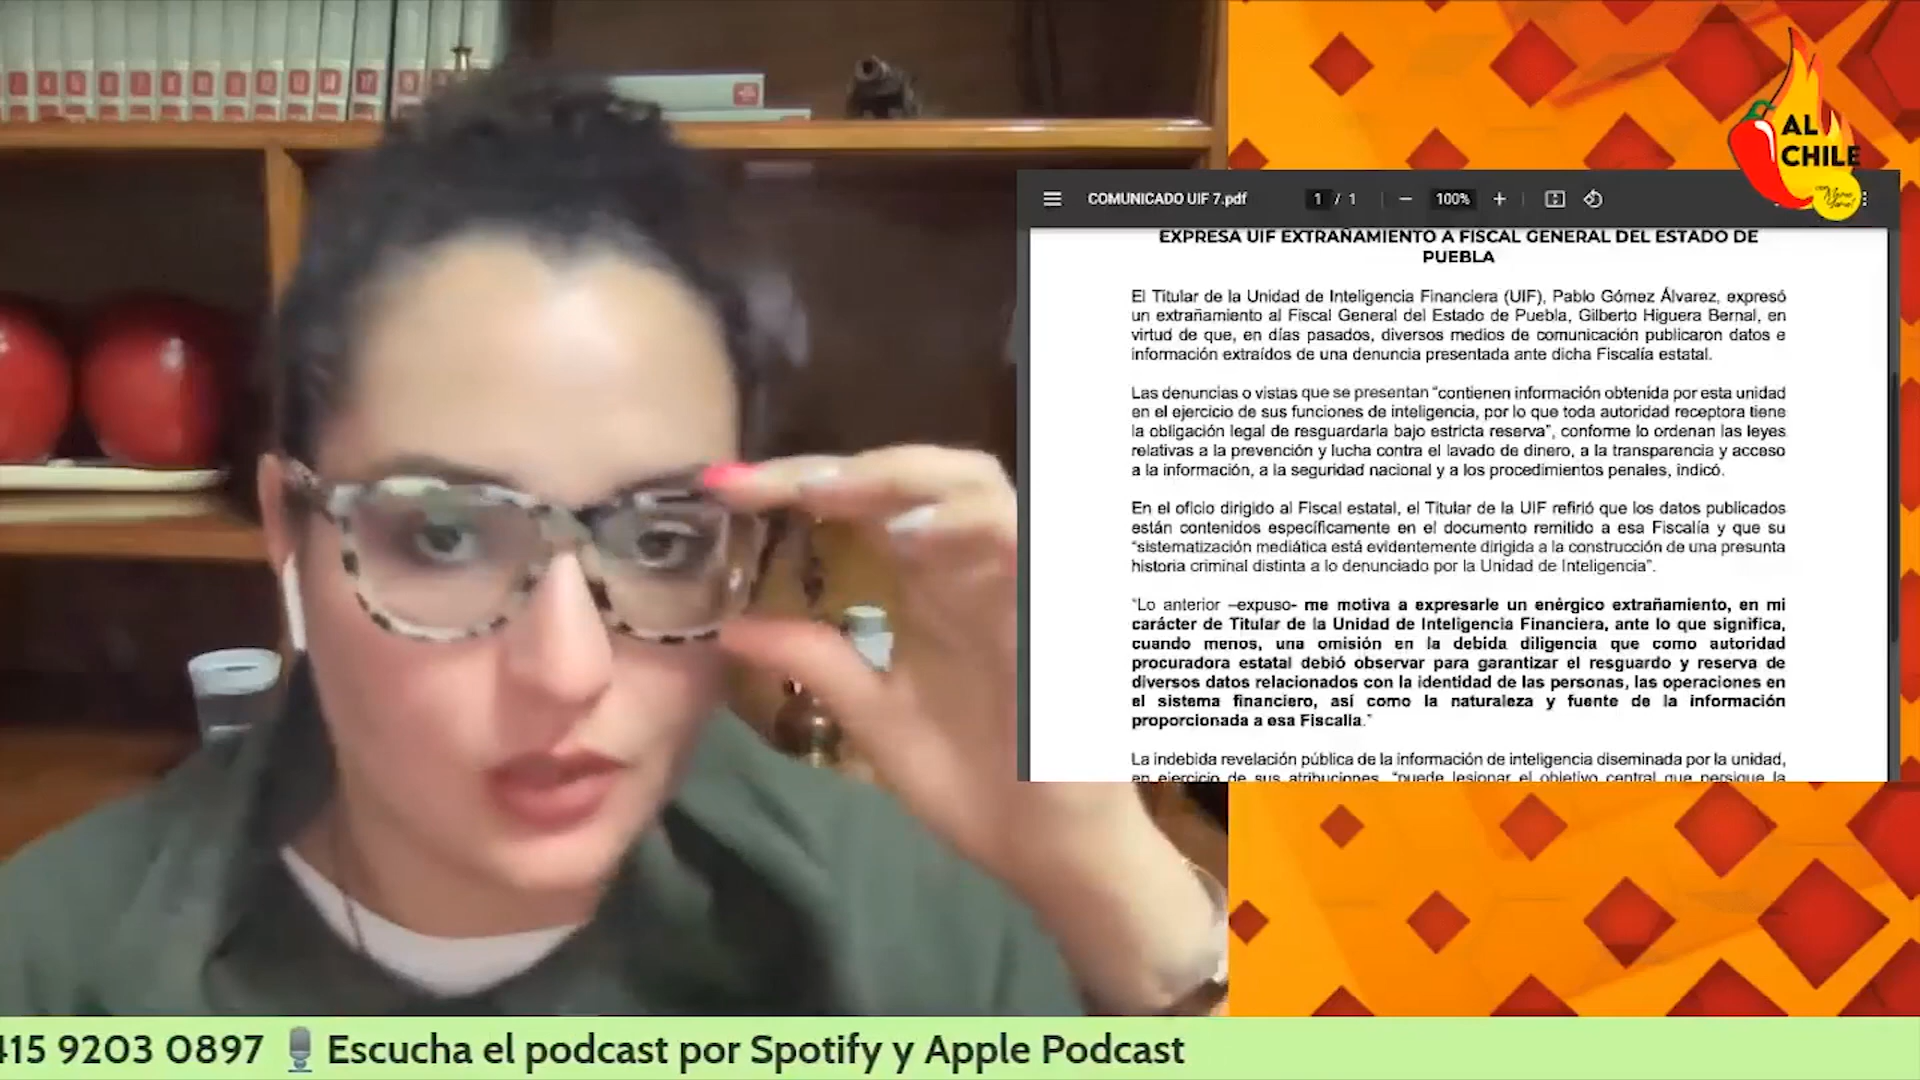 AL
CHILE
COMUNICADO UIF 7.pdf
1 / 1
100%
EXPRESA UIF EXTRAÑAMIENTO A FISCAL GENERAL DEL ESTADO DE
PUEBLA
El Titular de la Unidad de Inteligencia Financiera (UIF), Pablo Gómez Álvarez, expresó
un extrañamiento al Fiscal General del Estado de Puebla, Gilberto Higuera Bernal, en
virtud de que, en días pasados, diversos medios de comunicación publicaron datos e
información extraídos de una denuncia presentada ante dicha Fiscalía estatal.
Las denuncias o vistas que se presentan “contienen información obtenida por esta unidad
en el ejercicio de sus funciones de inteligencia, por lo que toda autoridad receptora tiene
la obligación legal de resguardarla bajo estricta reserva”, conforme lo ordenan las leyes
relativas a la prevención y lucha contra el lavado de dinero, a la transparencia y acceso
a la información, a la seguridad nacional y a los procedimientos penales, indicó.
En el oficio dirigido al Fiscal estatal, el Titular de la UIF refirió que los datos publicados
están contenidos específicamente en el documento remitido a esa Fiscalía y que su
“sistematización mediática está evidentemente dirigida a la construcción de una presunta
historia criminal distinta a lo denunciado por la Unidad de Inteligencia”.
“Lo anterior –expuso- me motiva a expresarle un enérgico extrañamiento, en mi
carácter de Titular de la Unidad de Inteligencia Financiera, ante lo que significa,
cuando menos, una omisión en la debida diligencia que como autoridad
procuradora estatal debió observar para garantizar el resguardo y reserva de
diversos datos relacionados con la identidad de las personas, las operaciones en
el sistema financiero, así como la naturaleza y fuente de la información
proporcionada a esa Fiscalía.”
La indebida revelación pública de la información de inteligencia diseminada por la unidad,
en ejercicio de sus atribuciones, “puede lesionar el objetivo central que persigue la
415 9203 0897 Escucha el podcast por Spotify y Apple Podcast